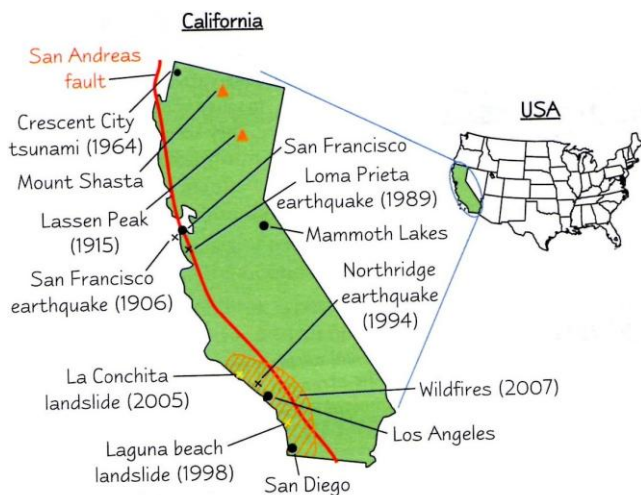 California
San Andreas
fault
Crescent City
tsunami (1964)
Mount Shasta
Lassen Peak
(1915)
San Francisco
earthquake (1906)
San Francisco
Loma Prieta
earthquake (1989)
Mammoth Lakes
Northridge
earthquake
(1994)
La Conchita
landslide (2005)
Wildfires (2007)
Los Angeles
Laguna beach
landslide (1998)
San Diego
USA